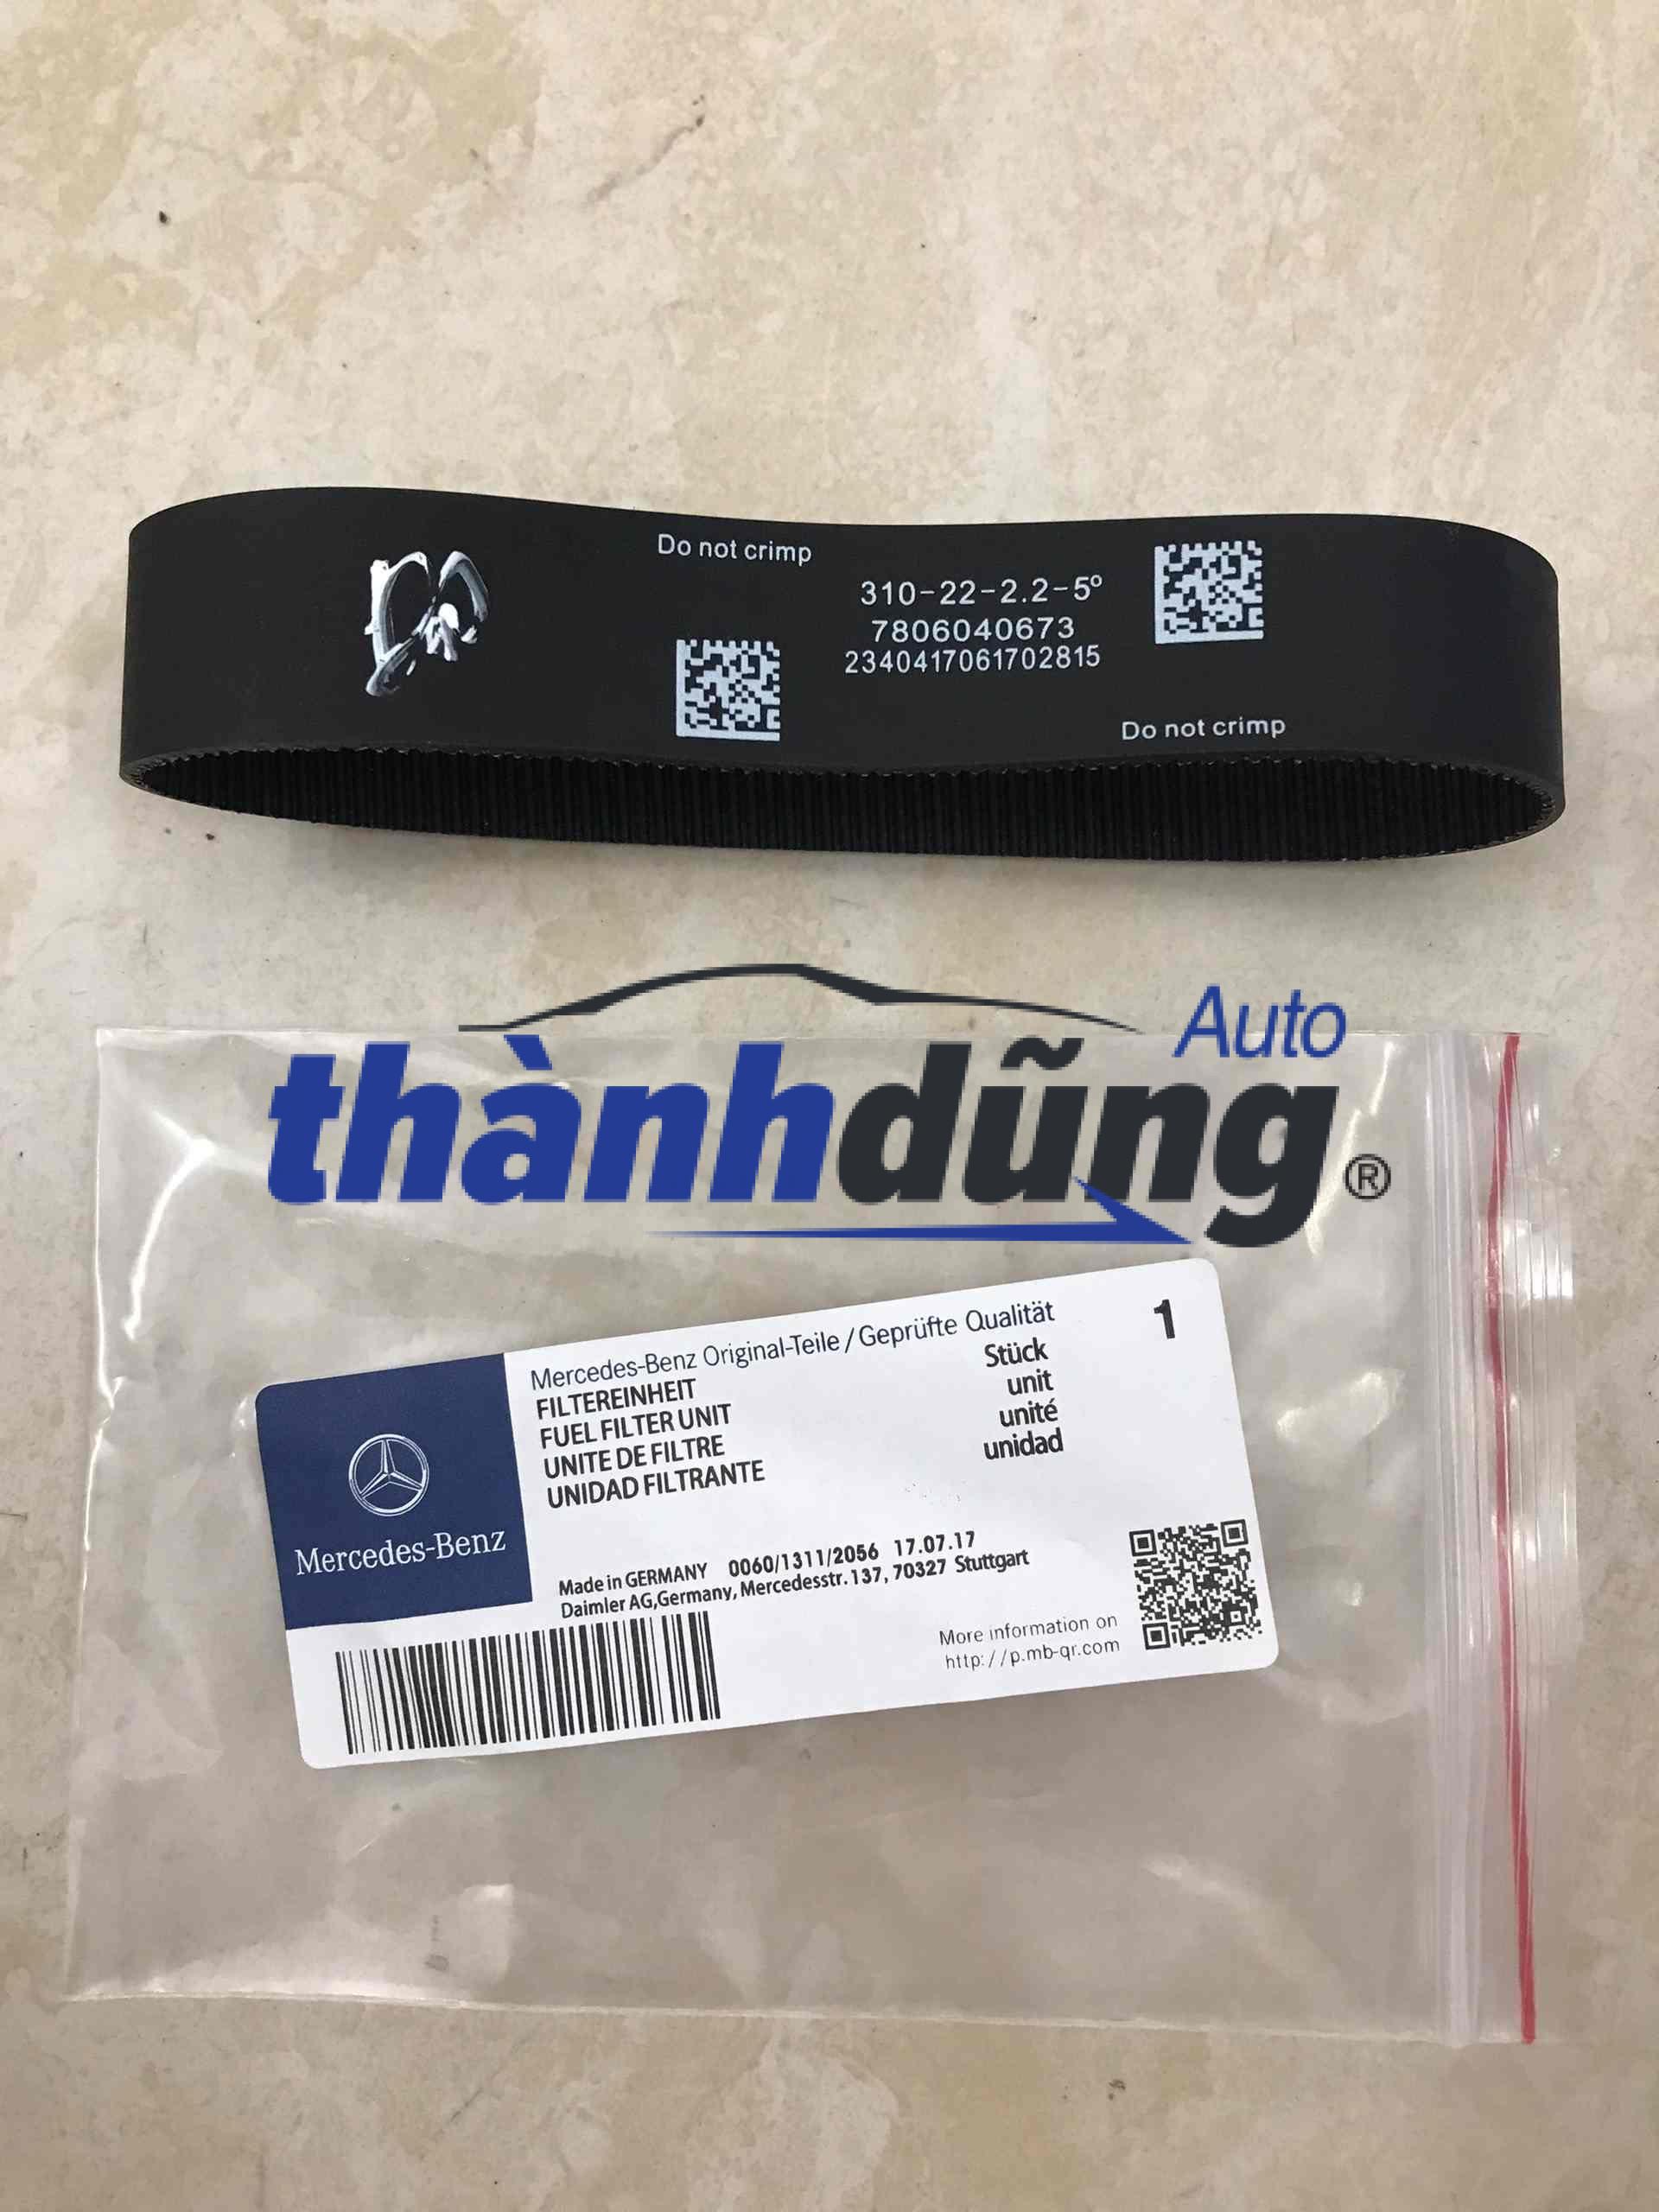 Do not crimp
310-22-2.2-5°
7806040673
2340417061702815
Do not crimp
Auto
thànhdũng®
Mercedes-Benz Original-Teile / Geprüfte Qualität
1
FILTEREINHEIT
Stück
FUEL FILTER UNIT
unit
UNITE DE FILTRE
unité
UNIDAD FILTRANTE
unidad
Mercedes-Benz
Made in GERMANY 0060/1311/2056 17.07.17
Daimler AG,Germany, Mercedesstr.137, 70327 Stuttgart
More information on
http://p.mb-qr.com